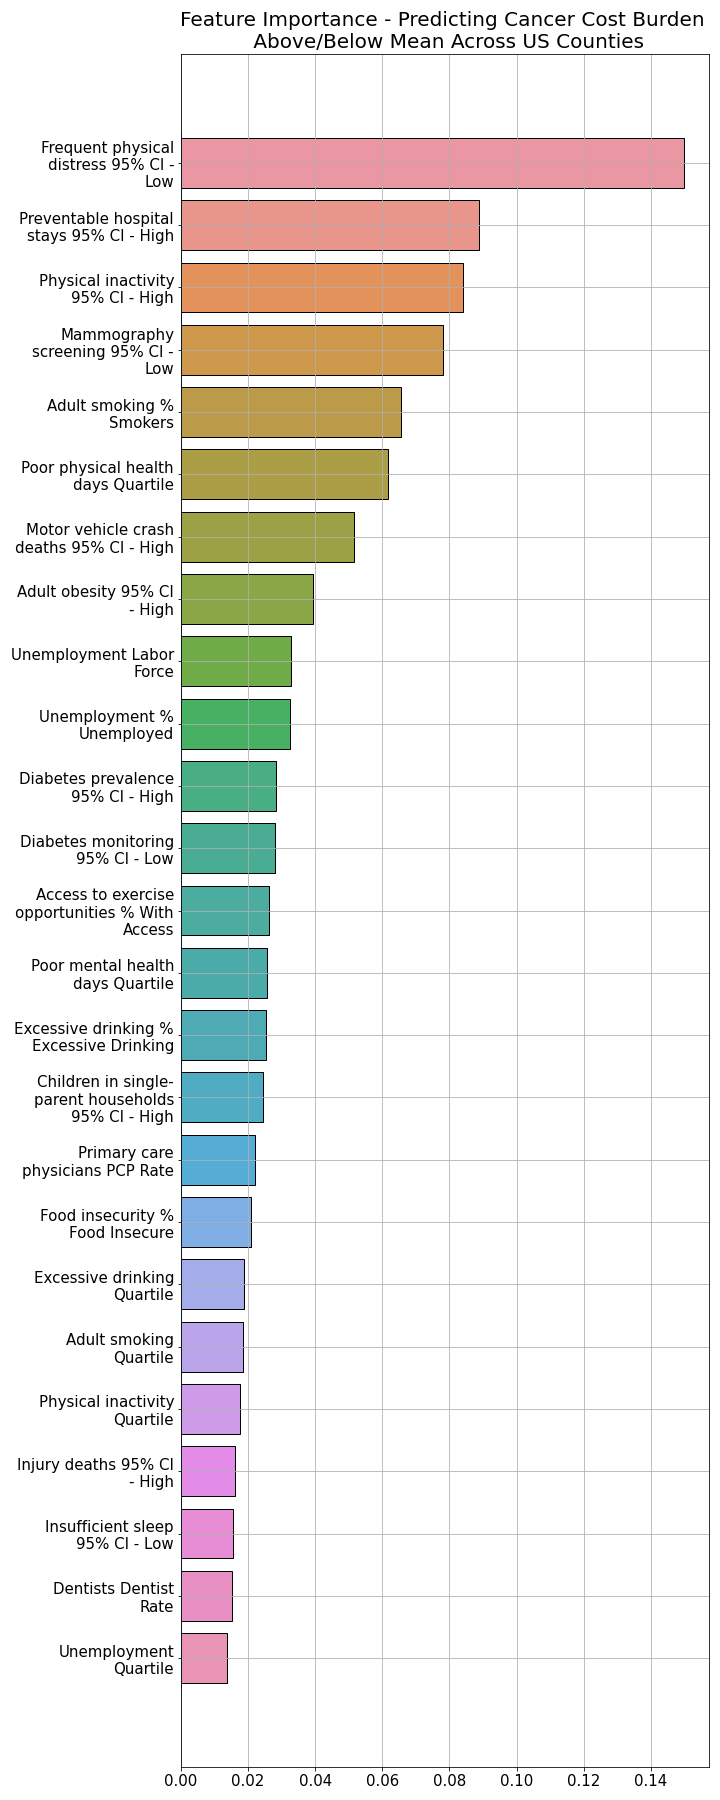 Feature Importance - Predicting Cancer Cost Burden
Above/Below Mean Across US Counties
Frequent physical
distress 95% CI -
Low
Preventable hospital
stays 95% CI - High
Physical inactivity
95% CI - High
Mammography
screening 95% CI -
Low
Adult smoking %
Smokers
Poor physical health
days Quartile
Motor vehicle crash
deaths 95% CI - High
Adult obesity 95% CI
- High
Unemployment Labor
Force
Unemployment %
Unemployed
Diabetes prevalence
95% CI - High
Diabetes monitoring
95% CI - Low
Access to exercise
opportunities % With
Access
Poor mental health
days Quartile
Excessive drinking %
Excessive Drinking
Children in single-
parent households
95% CI - High
Primary care
physicians PCP Rate
Food insecurity %
Food Insecure
Excessive drinking
Quartile
Adult smoking
Quartile
Physical inactivity
Quartile
Injury deaths 95% CI
- High
Insufficient sleep
95% CI - Low
Dentists Dentist
Rate
Unemployment
Quartile
0.00 0.02 0.04 0.06 0.08 0.10 0.12 0.14